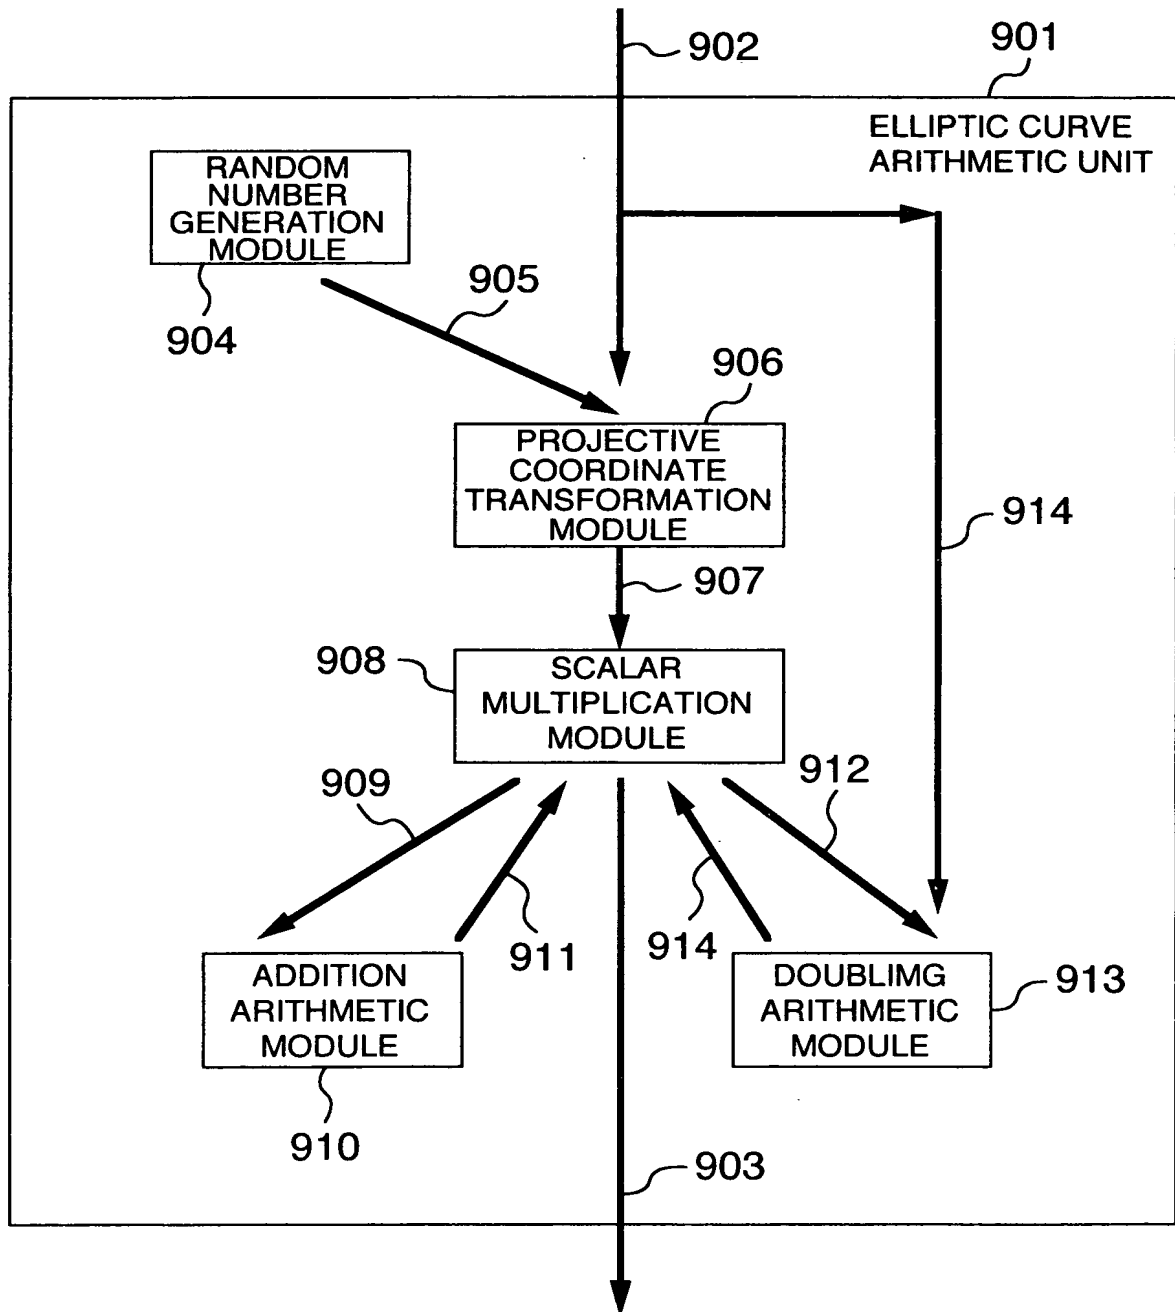 902
901
ELLIPTIC CURVE
ARITHMETIC UNIT
RANDOM
NUMBER
GENERATION
MODULE
904
905
906
PROJECTIVE
COORDINATE
TRANSFORMATION
MODULE
914
907
908
SCALAR
MULTIPLICATION
MODULE
909
912
911
914
ADDITION
ARITHMETIC
MODULE
DOUBLIMG
ARITHMETIC
MODULE
913
910
903